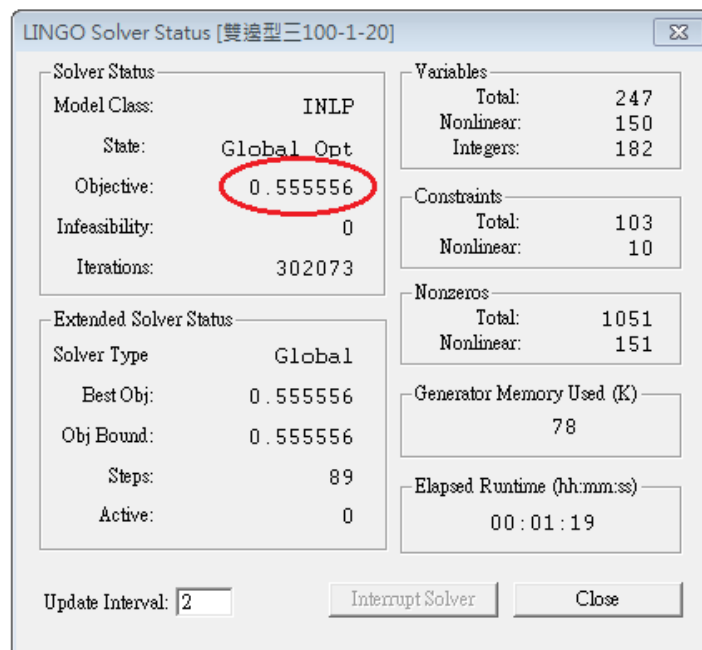 LINGO Solver Status [雙邊型三100-1-20]
Solver Status
Model Class: INLP
State: Global Opt
Objective: 0.555556
Infeasibility: 0
Iterations: 302073
Extended Solver Status
Solver Type Global
Best Obj: 0.555556
Obj Bound: 0.555556
Steps: 89
Active: 0
Variables
Total: 247
Nonlinear: 150
Integers: 182
Constraints
Total: 103
Nonlinear: 10
Nonzeros
Total: 1051
Nonlinear: 151
Generator Memory Used (K)
78
Elapsed Runtime (hh:mm:ss)
00:01:19
Update Interval: 2
Interrupt Solver
Close